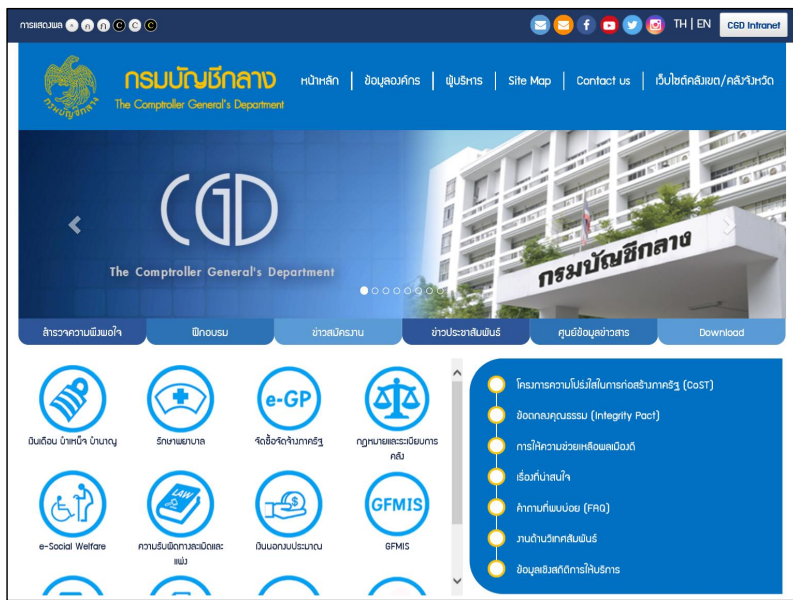 การแสดงผล ก ก ก C C C
TH | EN
CGD Intranet
กรมบัญชีกลาง
The Comptroller General's Department
หน้าหลัก | ข้อมูลองค์กร | ผู้บริหาร | Site Map | Contact us | เว็บไซต์คลังเขต/คลังจังหวัด
CGD
The Comptroller General's Department
กรมบัญชีกลาง
สำรวจความพึงพอใจ
ฝึกอบรม
ข่าวสมัครงาน
ข่าวประชาสัมพันธ์
ศูนย์ข้อมูลข่าวสาร
Download
เงินเดือน บำเหน็จ บำนาญ
รักษาพยาบาล
e-GP
จัดซื้อจัดจ้างภาครัฐ
กฎหมายและระเบียบการ
คลัง
e-Social Welfare
LAW
ความรับผิดทางละเมิดและ
แพ่ง
เงินนอกงบประมาณ
GFMIS
GFMIS
โครงการความโปร่งใสในการก่อสร้างภาครัฐ (CoST)
ข้อตกลงคุณธรรม (Integrity Pact)
การให้ความช่วยเหลือพลเมืองดี
เรื่องที่น่าสนใจ
คำถามที่พบบ่อย (FAQ)
งานด้านวิเทศสัมพันธ์
ข้อมูลเชิงสถิติการให้บริการ